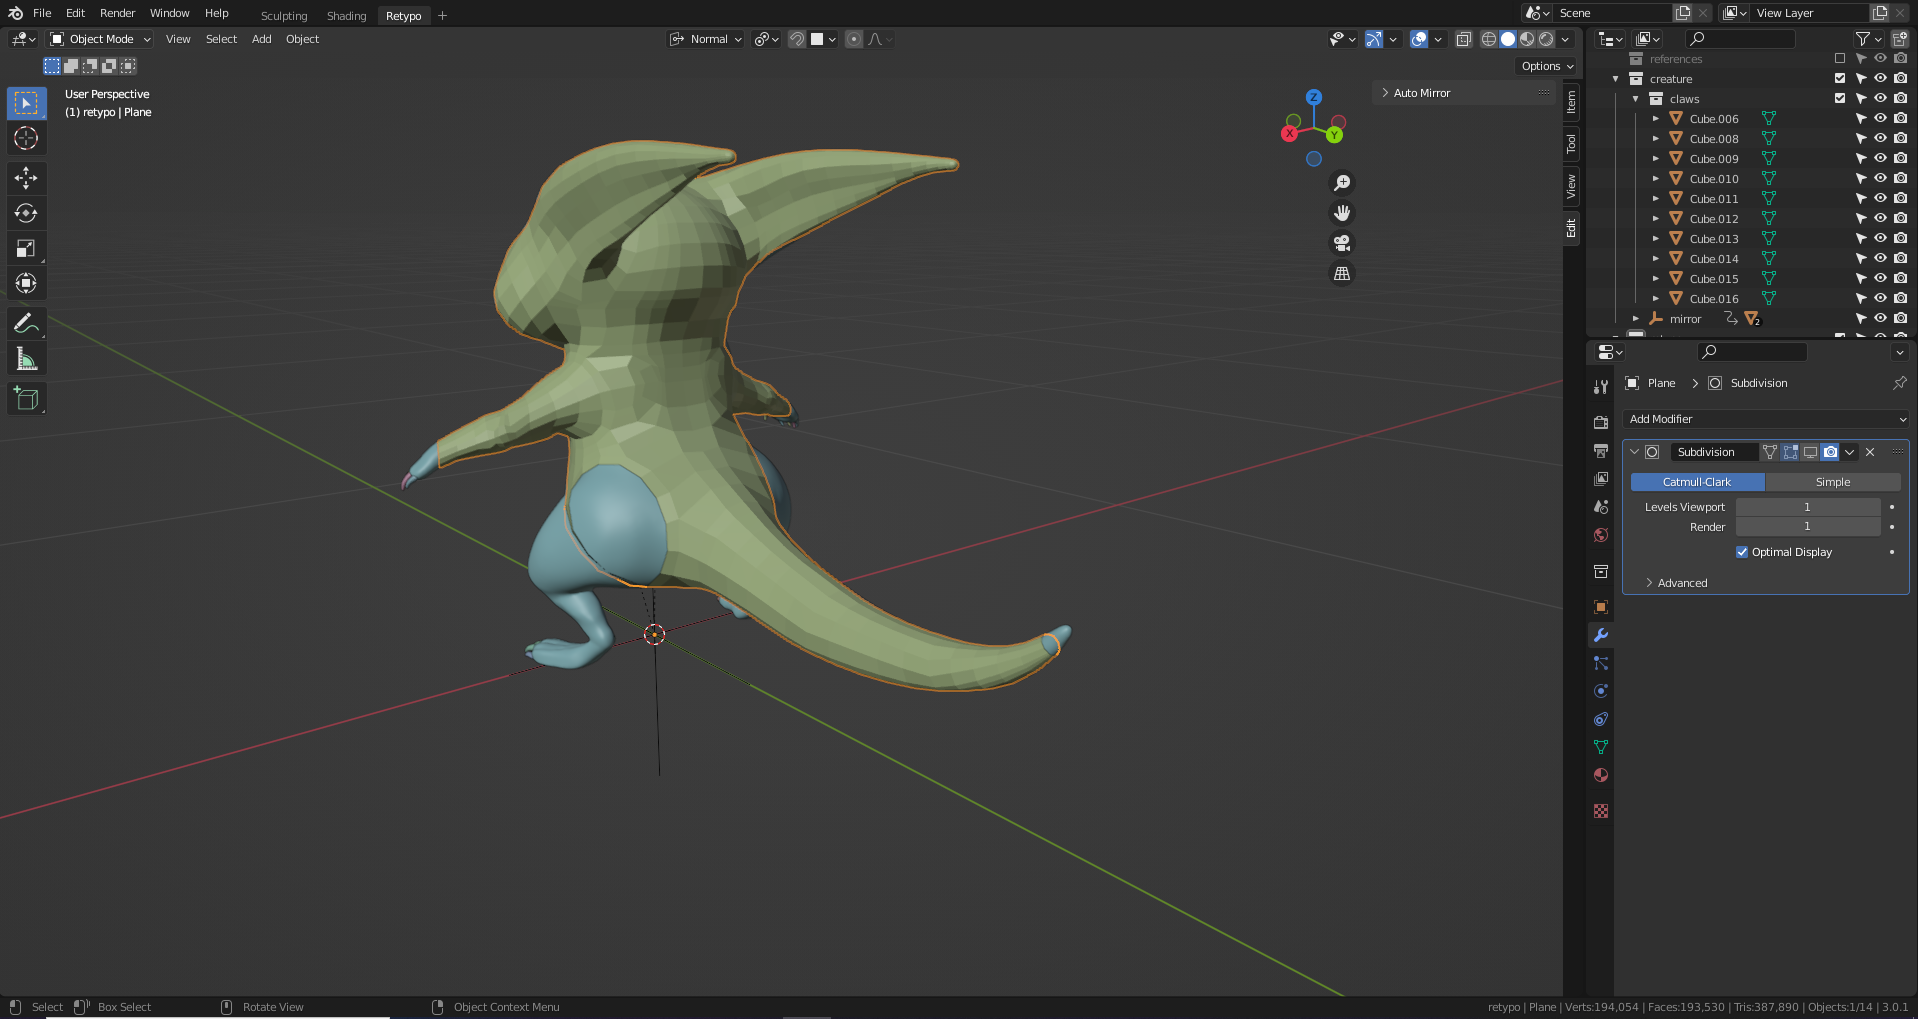 File Edit Render Window Help Sculpting Shading Retypo + Scene View Layer
Object Mode View Select Add Object Normal
Options
User Perspective
(1) retypo | Plane
Auto Mirror
Item
Tool
View
Edit
Z
X
Y
references
creature
claws
Cube.006
Cube.008
Cube.009
Cube.010
Cube.011
Cube.012
Cube.013
Cube.014
Cube.015
Cube.016
mirror 2
Plane > Subdivision
Add Modifier
Subdivision
Catmull-Clark Simple
Levels Viewport 1
Render 1
Optimal Display
Advanced
Select Box Select Rotate View Object Context Menu
retypo | Plane | Verts:194,054 | Faces:193,530 | Tris:387,890 | Objects:1/14 | 3.0.1